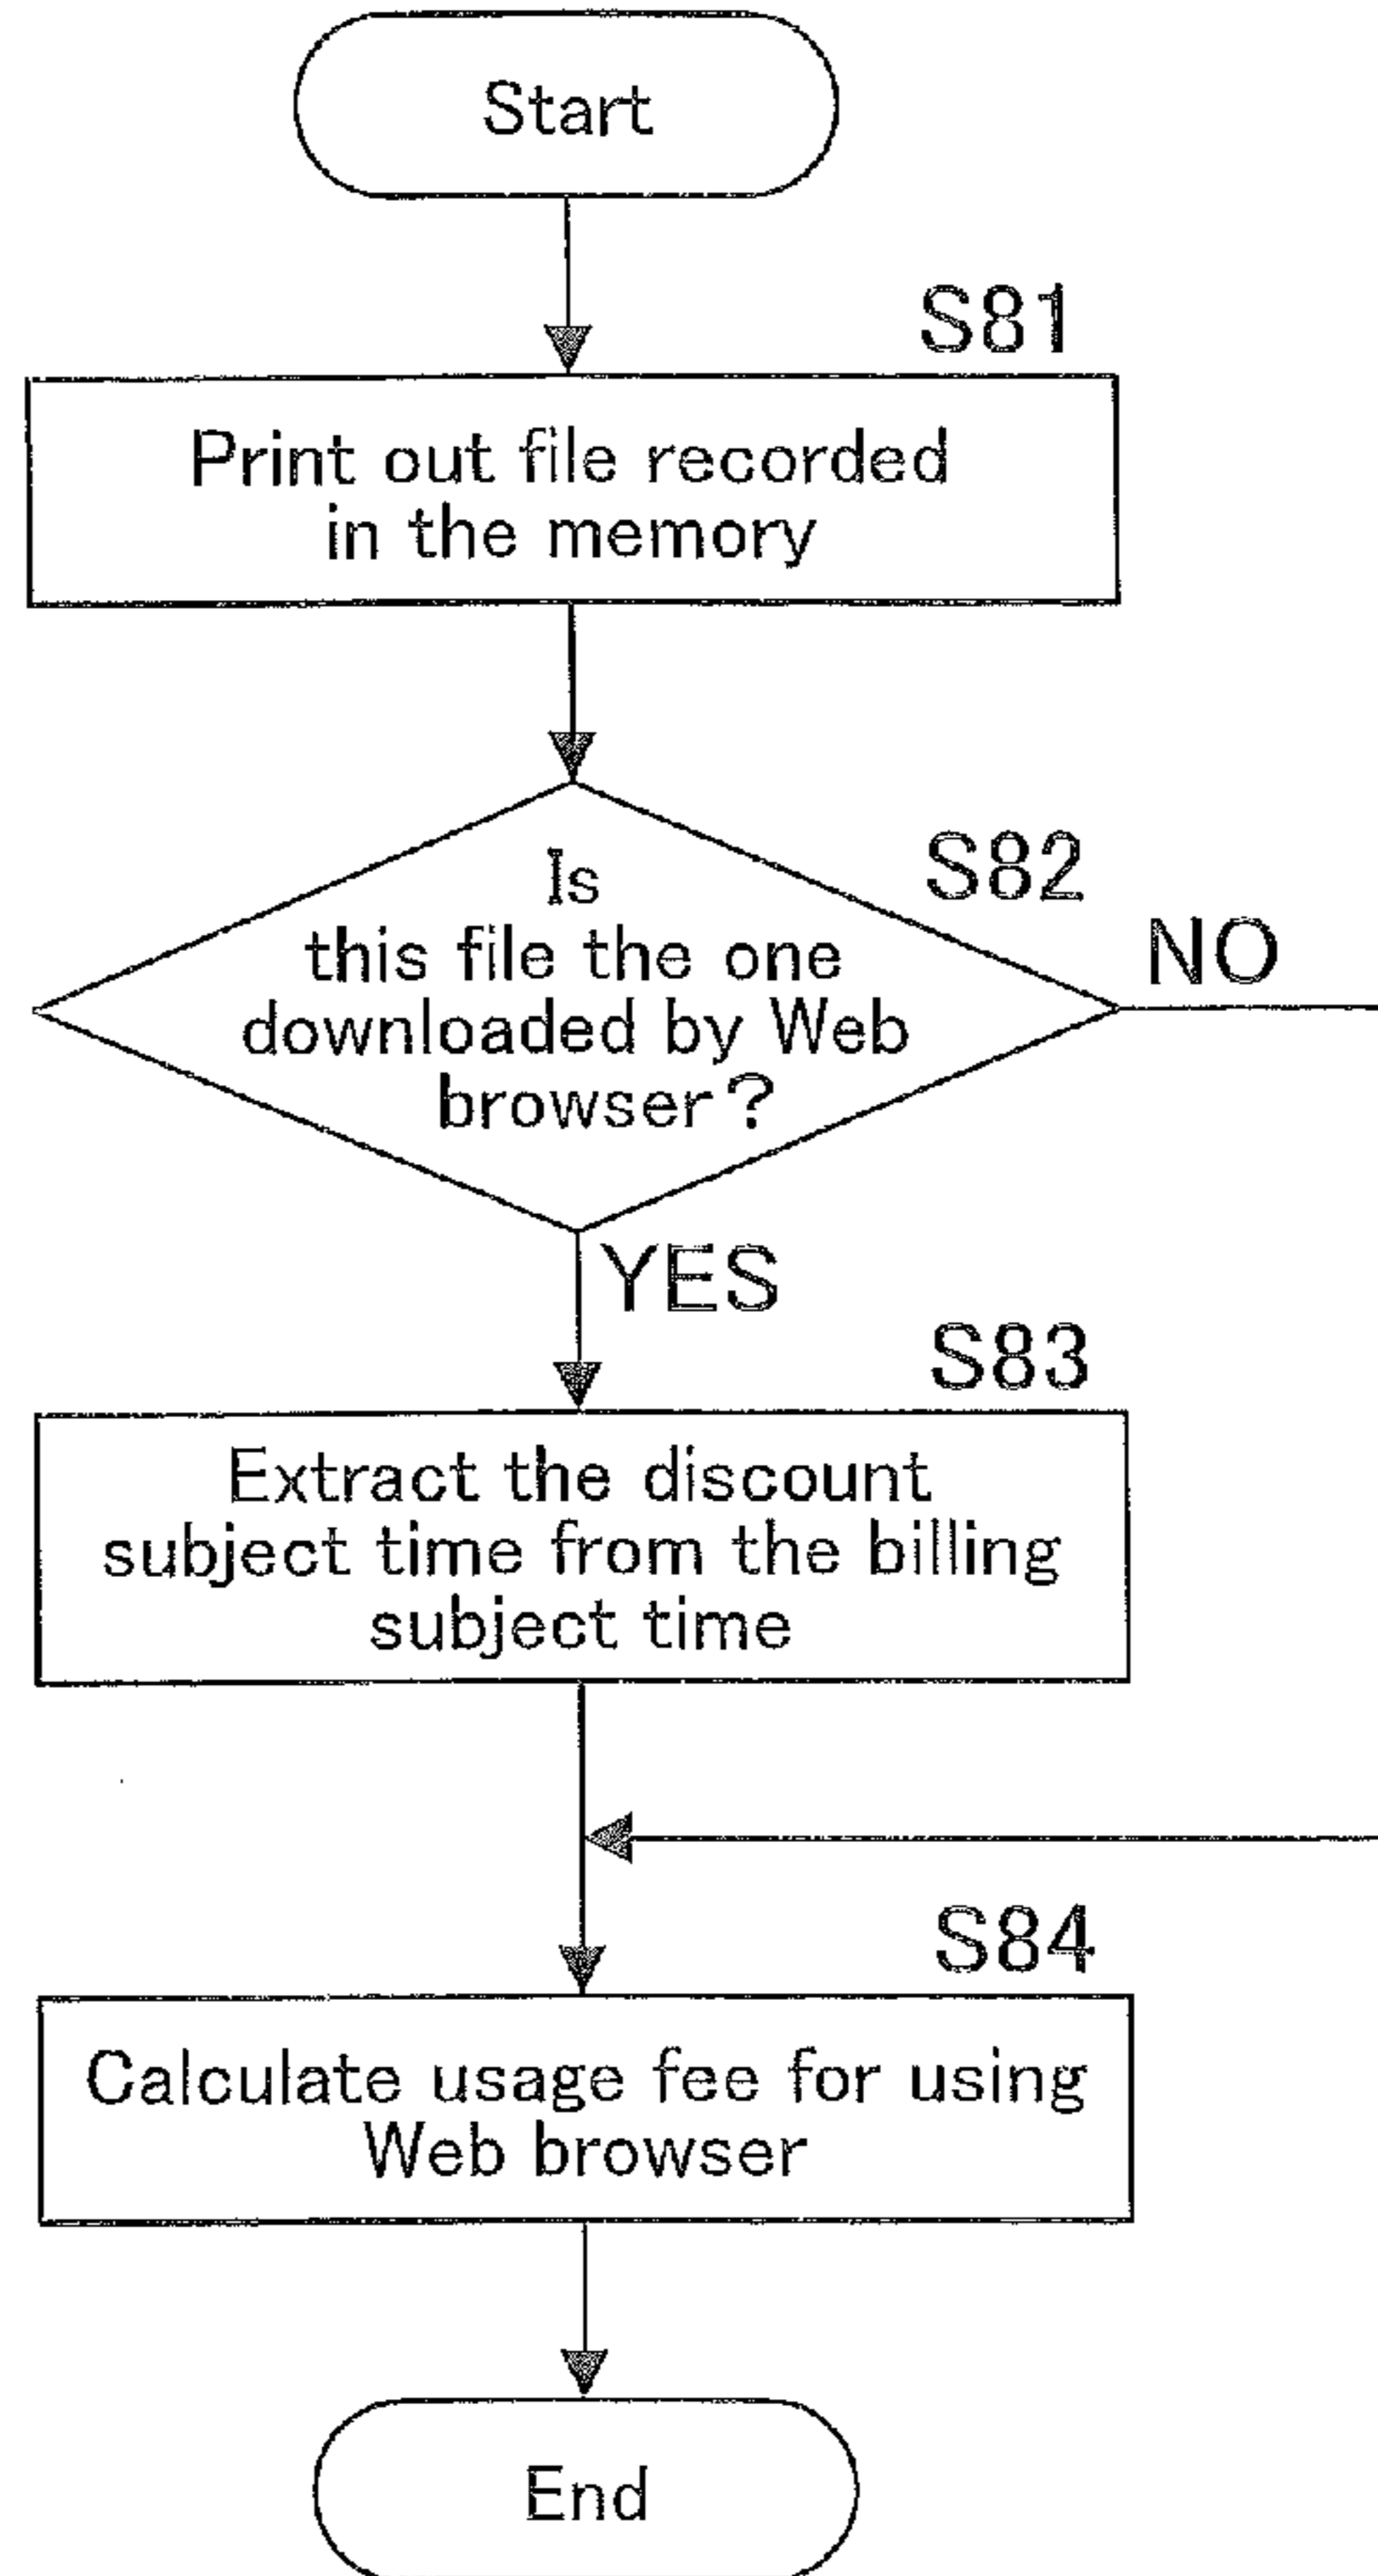 Start
S81
Print out file recorded
in the memory
S82
Is
this file the one
downloaded by Web
browser?
NO
YES
S83
Extract the discount
subject time from the billing
subject time
S84
Calculate usage fee for using
Web browser
End